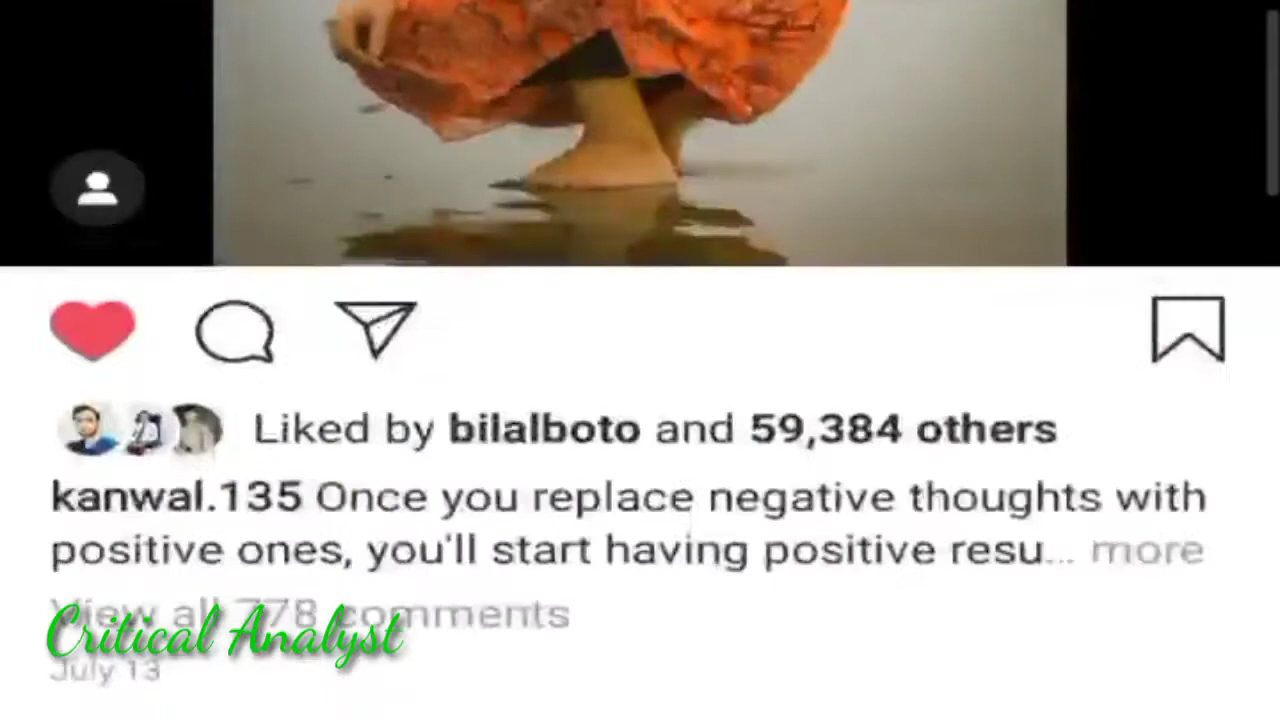 Liked by bilalboto and 59,384 others
kanwal.135 Once you replace negative thoughts with
positive ones, you'll start having positive resu... more
View all 778 comments
Critical Analyst
July 13